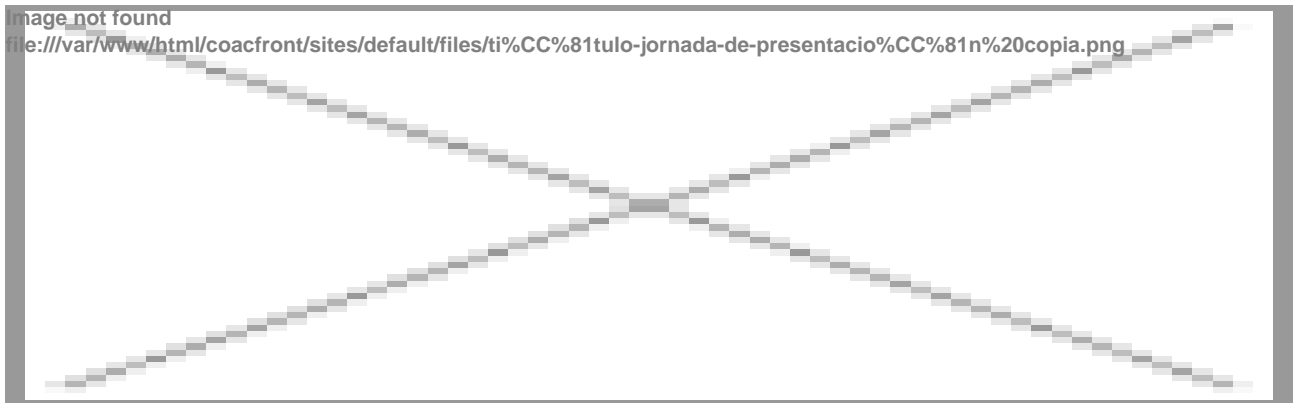 Image not found
file:///var/www/html/coacfront/sites/default/files/ti%CC%81tulo-jornada-de-presentacio%CC%81n%20copia.png